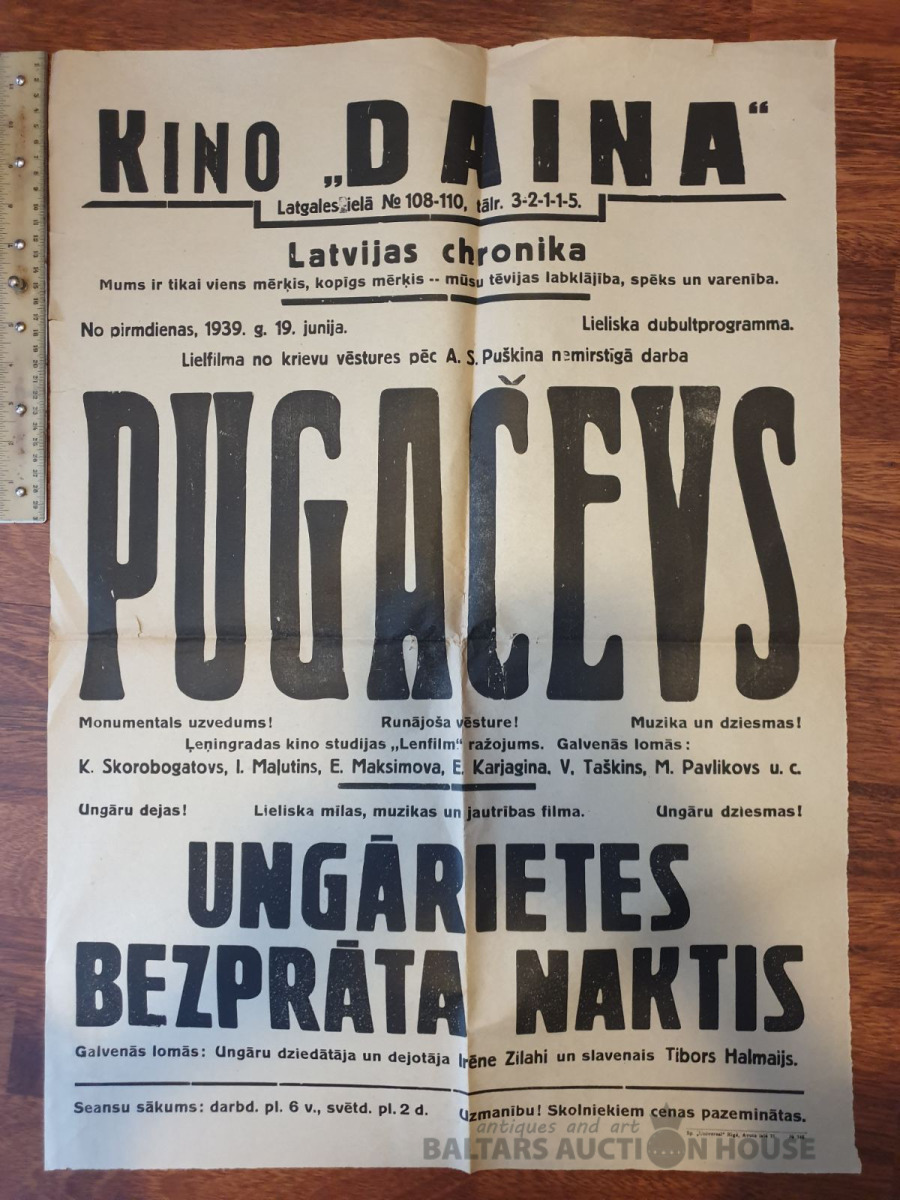 KINO „DAINA“
Latgales ielā № 108-110, tālr. 3-2-1-1-5.
Latvijas chronika
Mums ir tikai viens mērķis, kopīgs mērķis -- mūsu tēvijas labklājība, spēks un varenība.
No pirmdienas, 1939. g. 19. junija.
Lieliska dubultprogramma.
Lielfilma no krievu vēstures pēc A. S. Puškina nemirstīgā darba
PUGAČEVS
Monumentals uzvedums! Runājoša vēsture! Muzika un dziesmas!
Ļeņingradas kino studijas „Lenfilm“ ražojums. Galvenās lomās:
K. Skorobogatovs, I. Maļutins, E. Maksimova, E. Karjagina, V. Taškins, M. Pavlikovs u. c.
Ungāru dejas! Lieliska mīlas, muzikas un jautrības filma. Ungāru dziesmas!
UNGĀRIETES
BEZPRĀTA NAKTIS
Galvenās lomās: Ungāru dziedātāja un dejotāja Irēne Zilahi un slavenais Tibors Halmaijs.
Seansu sākums: darbd. pl. 6 v., svētd. pl. 2 d. Uzmanību! Skolniekiem cenas pazeminātas.
antiques and art
BALTARS AUCTION HOUSE